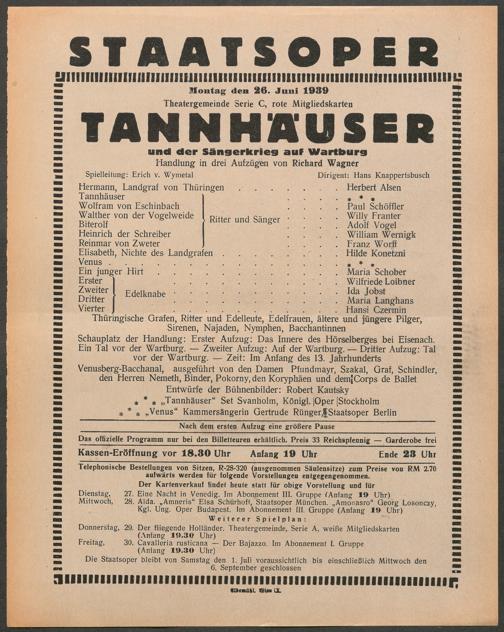 STAATSOPER
Montag den 26. Juni 1939
Theatergemeinde Serie C, rote Mitgliedskarten
TANNHÄUSER
und der Sängerkrieg auf Wartburg
Handlung in drei Aufzügen von Richard Wagner
Spielleitung: Erich v. Wymetal Dirigent: Hans Knappertsbusch
Hermann, Landgraf von Thüringen . . . . . Herbert Alsen
Tannhäuser * * *
Wolfram von Eschinbach Paul Schöffler
Walther von der Vogelweide Willy Franter
Biterolf Ritter und Sänger Adolf Vogel
Heinrich der Schreiber William Wernigk
Reinmar von Zweter Franz Worff
Elisabeth, Nichte des Landgrafen Hilde Konetzni
Venus * * *
Ein junger Hirt Maria Schober
Erster Wilfriede Loibner
Zweiter Edelknabe Ida Jobst
Dritter Maria Langhans
Vierter Hansi Czernin
Thüringische Grafen, Ritter und Edelleute, Edelfrauen, ältere und jüngere Pilger,
Sirenen, Najaden, Nymphen, Bacchantinnen
Schauplatz der Handlung: Erster Aufzug: Das Innere des Hörselberges bei Eisenach.
Ein Tal vor der Wartburg. — Zweiter Aufzug: Auf der Wartburg. — Dritter Aufzug: Tal
vor der Wartburg. — Zeit: Im Anfang des 13. Jahrhunderts
Venusberg-Bacchanal, ausgeführt von den Damen Pfundmayr, Szakal, Graf, Schindler,
den Herren Nemeth, Binder, Pokorny, den Koryphäen und dem Corps de Ballet
Entwürfe der Bühnenbilder: Robert Kautsky
* * * „Tannhäuser" Set Svanholm, Königl. Oper Stockholm
* * * „Venus" Kammersängerin Gertrude Rünger, Staatsoper Berlin
Nach dem ersten Aufzug eine größere Pause
Das offizielle Programm nur bei den Billetteuren erhältlich. Preis 33 Reichspfennig — Garderobe frei
Kassen-Eröffnung vor 18.30 Uhr Anfang 19 Uhr Ende 23 Uhr
Telephonische Bestellungen von Sitzen, R-28-320 (ausgenommen Säulensitze) zum Preise von RM 2.70
aufwärts werden für folgende Vorstellungen entgegengenommen.
Der Kartenverkauf findet heute statt für obige Vorstellung und für
Dienstag, 27. Eine Nacht in Venedig. Im Abonnement III. Gruppe (Anfang 19 Uhr)
Mittwoch, 28. Aida. „Amneris" Elsa Schürhoff, Staatsoper München. „Amonasro" Georg Losonczy,
Kgl. Ung. Oper Budapest. Im Abonnement III. Gruppe (Anfang 19 Uhr)
Weiterer Spielplan:
Donnerstag, 29. Der fliegende Holländer. Theatergemeinde, Serie A, weiße Mitgliedskarten
(Anfang 19.30 Uhr)
Freitag, 30. Cavalleria rusticana — Der Bajazzo. Im Abonnement I. Gruppe
(Anfang 19.30 Uhr)
Die Staatsoper bleibt von Samstag den 1. Juli voraussichtlich bis einschließlich Mittwoch den
6. September geschlossen